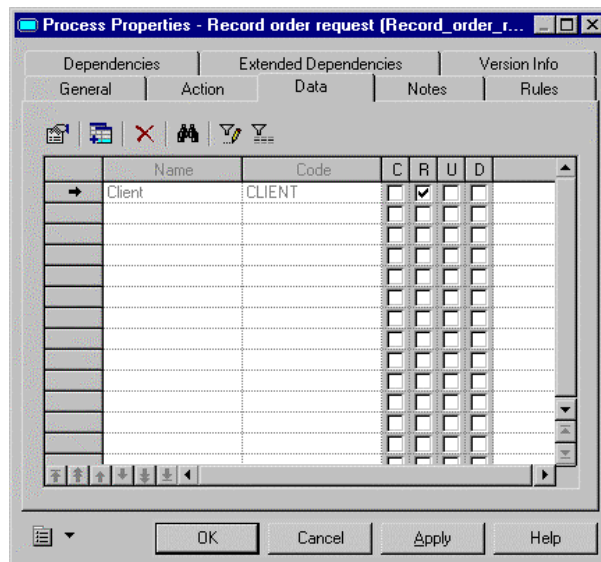 Process Properties - Record order request (Record_order_r...
Dependencies Extended Dependencies Version Info
General Action Data Notes Rules
Name Code C R U D
Client CLIENT
OK Cancel Apply Help